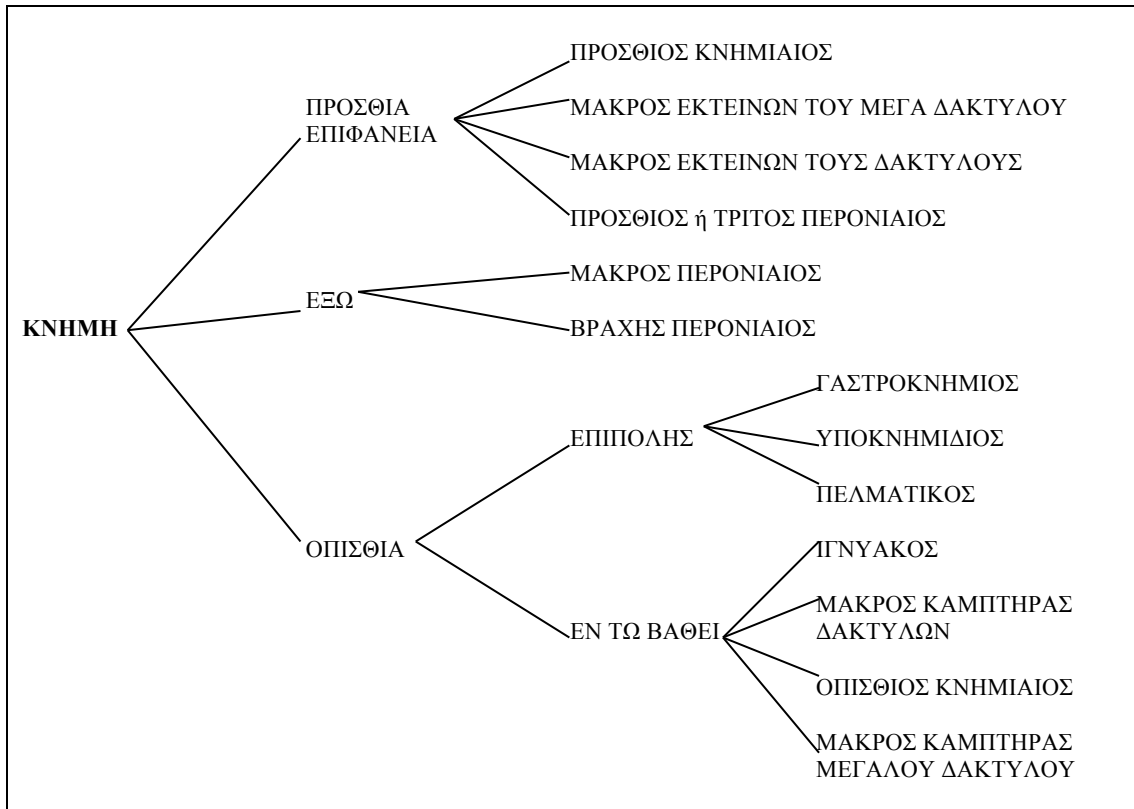 ΠΡΟΣΘΙΟΣ ΚΝΗΜΙΑΙΟΣ
ΠΡΟΣΘΙΑ
ΕΠΙΦΑΝΕΙΑ
ΜΑΚΡΟΣ ΕΚΤΕΙΝΩΝ ΤΟΥ ΜΕΓΑ ΔΑΚΤΥΛΟΥ
ΜΑΚΡΟΣ ΕΚΤΕΙΝΩΝ ΤΟΥΣ ΔΑΚΤΥΛΟΥΣ
ΠΡΟΣΘΙΟΣ ή ΤΡΙΤΟΣ ΠΕΡΟΝΙΑΙΟΣ
ΚΝΗΜΗ
ΕΞΩ
ΜΑΚΡΟΣ ΠΕΡΟΝΙΑΙΟΣ
ΒΡΑΧΗΣ ΠΕΡΟΝΙΑΙΟΣ
ΟΠΙΣΘΙΑ
ΕΠΙΠΟΛΗΣ
ΓΑΣΤΡΟΚΝΗΜΙΟΣ
ΥΠΟΚΝΗΜΙΔΙΟΣ
ΠΕΛΜΑΤΙΚΟΣ
ΕΝ ΤΩ ΒΑΘΕΙ
ΙΓΝΥΑΚΟΣ
ΜΑΚΡΟΣ ΚΑΜΠΤΗΡΑΣ
ΔΑΚΤΥΛΩΝ
ΟΠΙΣΘΙΟΣ ΚΝΗΜΙΑΙΟΣ
ΜΑΚΡΟΣ ΚΑΜΠΤΗΡΑΣ
ΜΕΓΑΛΟΥ ΔΑΚΤΥΛΟΥ